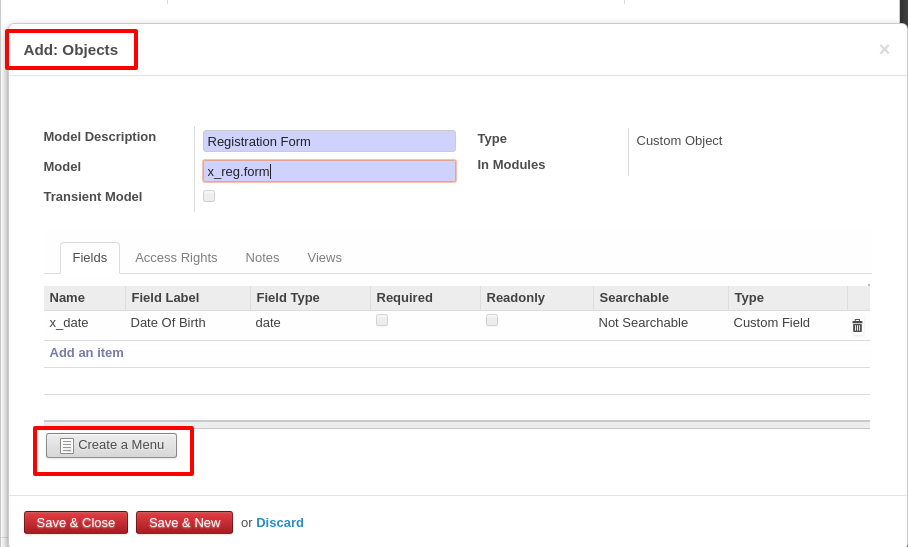 Add: Objects ×
Model Description Registration Form Type Custom Object
Model x_reg.form In Modules
Transient Model
Fields Access Rights Notes Views
Name Field Label Field Type Required Readonly Searchable Type
x_date Date Of Birth date Not Searchable Custom Field
Add an item
Create a Menu
Save & Close Save & New or Discard